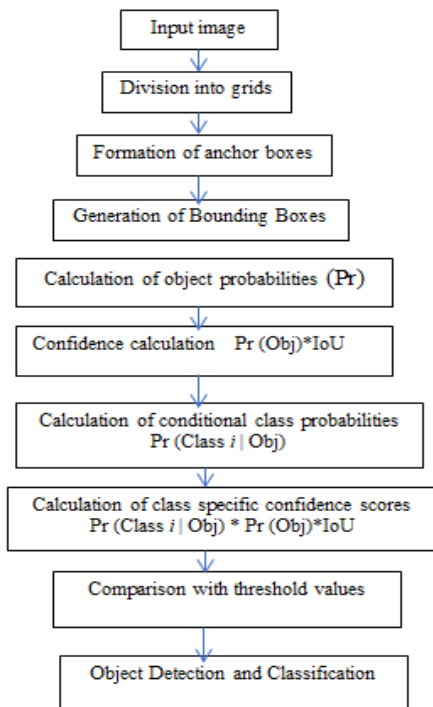 Input image
Division into grids
Formation of anchor boxes
Generation of Bounding Boxes
Calculation of object probabilities (Pr)
Confidence calculation Pr (Obj)*IoU
Calculation of conditional class probabilities
Pr (Class i | Obj)
Calculation of class specific confidence scores
Pr (Class i | Obj) * Pr (Obj)*IoU
Comparison with threshold values
Object Detection and Classification